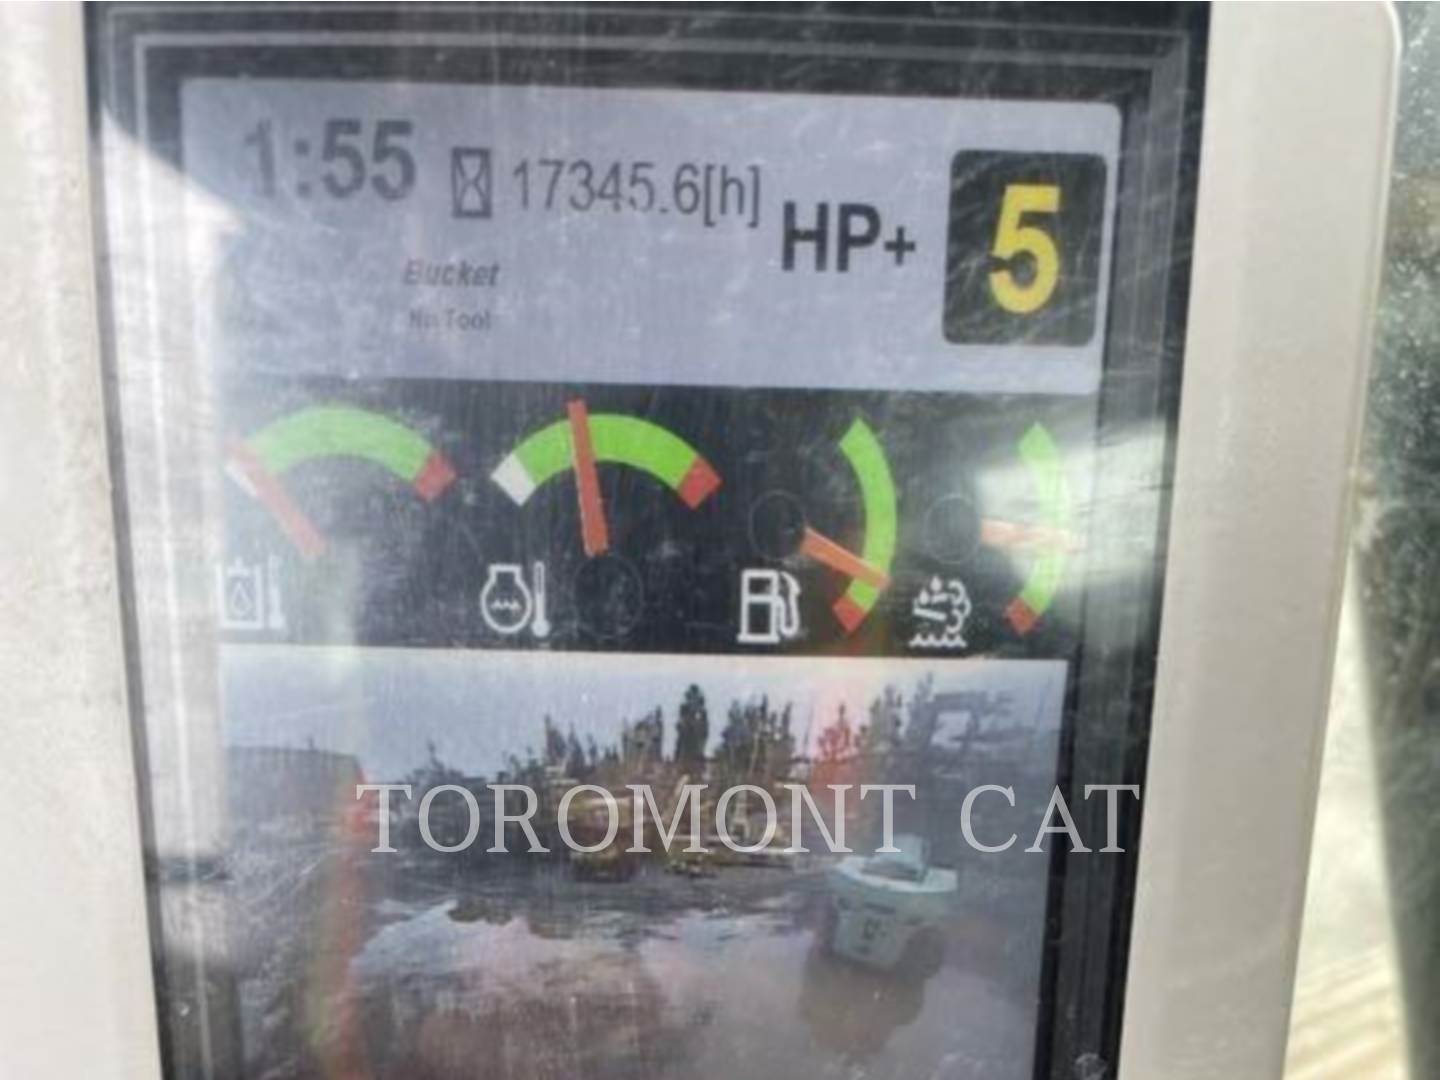 1:55 17345.6[h] HP+ 5
Bucket
No Tool
TOROMONT CAT